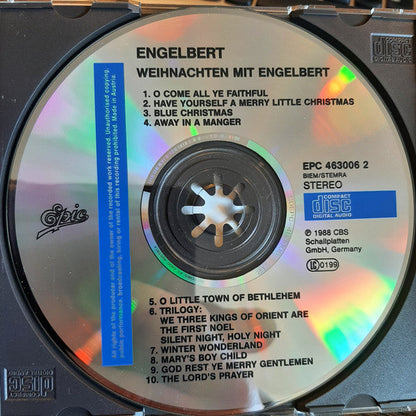 ENGELBERT
WEIHNACHTEN MIT ENGELBERT
1. O COME ALL YE FAITHFUL
2. HAVE YOURSELF A MERRY LITTLE CHRISTMAS
3. BLUE CHRISTMAS
4. AWAY IN A MANGER
EPC 463006 2
BIEM/STEMRA
STEREO
COMPACT
disc
DIGITAL AUDIO
℗ 1988 CBS
Schallplatten
GmbH, Germany
LC 0199
Epic
All rights of the producer and of the owner of the recorded work reserved. Unauthorised copying,
public performance, broadcasting, hiring or rental of this recording prohibited. Made in Austria.
5. O LITTLE TOWN OF BETHLEHEM
6. TRILOGY:
WE THREE KINGS OF ORIENT ARE
THE FIRST NOEL
SILENT NIGHT, HOLY NIGHT
7. WINTER WONDERLAND
8. MARY'S BOY CHILD
9. GOD REST YE MERRY GENTLEMEN
10. THE LORD'S PRAYER
COMPACT
disc
disc